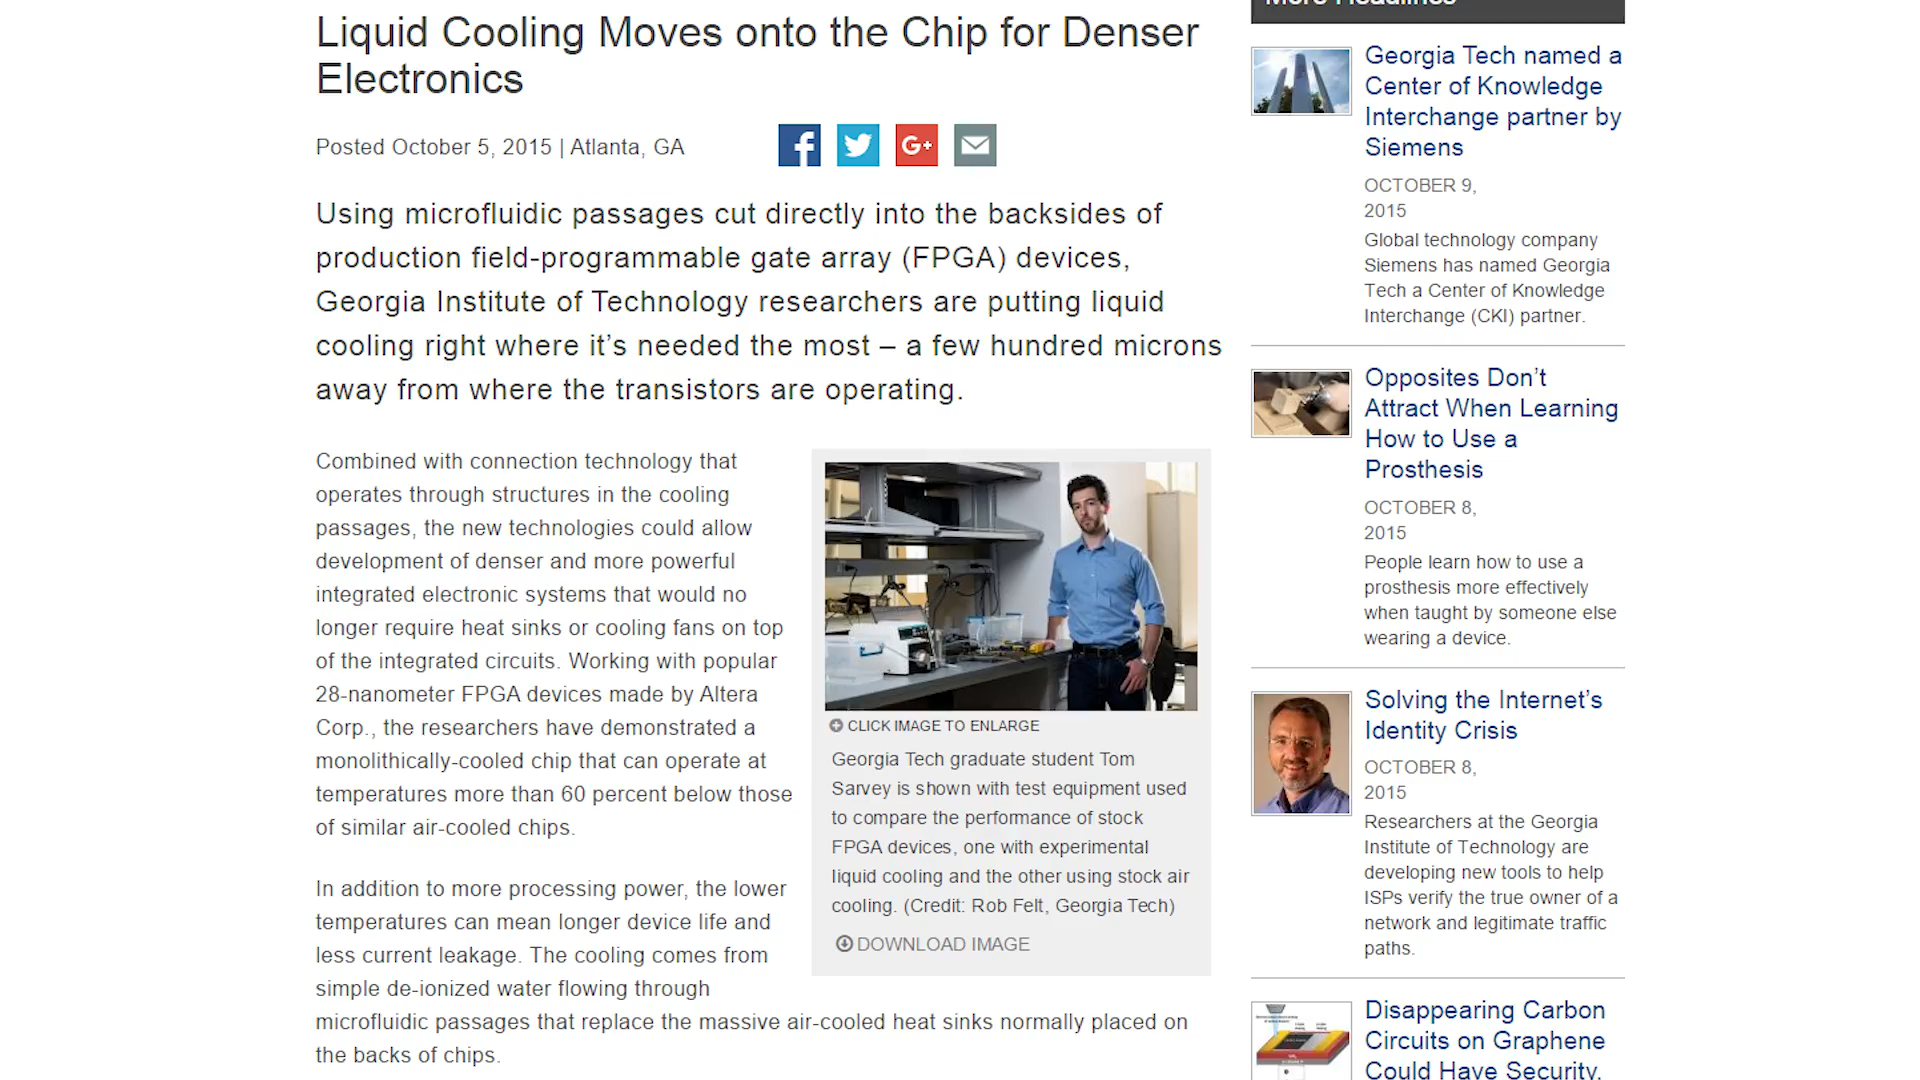 Liquid Cooling Moves onto the Chip for Denser
Electronics
Posted October 5, 2015 | Atlanta, GA
Using microfluidic passages cut directly into the backsides of
production field-programmable gate array (FPGA) devices,
Georgia Institute of Technology researchers are putting liquid
cooling right where it's needed the most – a few hundred microns
away from where the transistors are operating.
Combined with connection technology that
operates through structures in the cooling
passages, the new technologies could allow
development of denser and more powerful
integrated electronic systems that would no
longer require heat sinks or cooling fans on top
of the integrated circuits. Working with popular
28-nanometer FPGA devices made by Altera
Corp., the researchers have demonstrated a
monolithically-cooled chip that can operate at
temperatures more than 60 percent below those
of similar air-cooled chips.
CLICK IMAGE TO ENLARGE
Georgia Tech graduate student Tom
Sarvey is shown with test equipment used
to compare the performance of stock
FPGA devices, one with experimental
liquid cooling and the other using stock air
cooling. (Credit: Rob Felt, Georgia Tech)
DOWNLOAD IMAGE
In addition to more processing power, the lower
temperatures can mean longer device life and
less current leakage. The cooling comes from
simple de-ionized water flowing through
microfluidic passages that replace the massive air-cooled heat sinks normally placed on
the backs of chips.
More Headlines
Georgia Tech named a
Center of Knowledge
Interchange partner by
Siemens
OCTOBER 9,
2015
Global technology company
Siemens has named Georgia
Tech a Center of Knowledge
Interchange (CKI) partner.
Opposites Don't
Attract When Learning
How to Use a
Prosthesis
OCTOBER 8,
2015
People learn how to use a
prosthesis more effectively
when taught by someone else
wearing a device.
Solving the Internet's
Identity Crisis
OCTOBER 8,
2015
Researchers at the Georgia
Institute of Technology are
developing new tools to help
ISPs verify the true owner of a
network and legitimate traffic
paths.
Disappearing Carbon
Circuits on Graphene
Could Have Security,